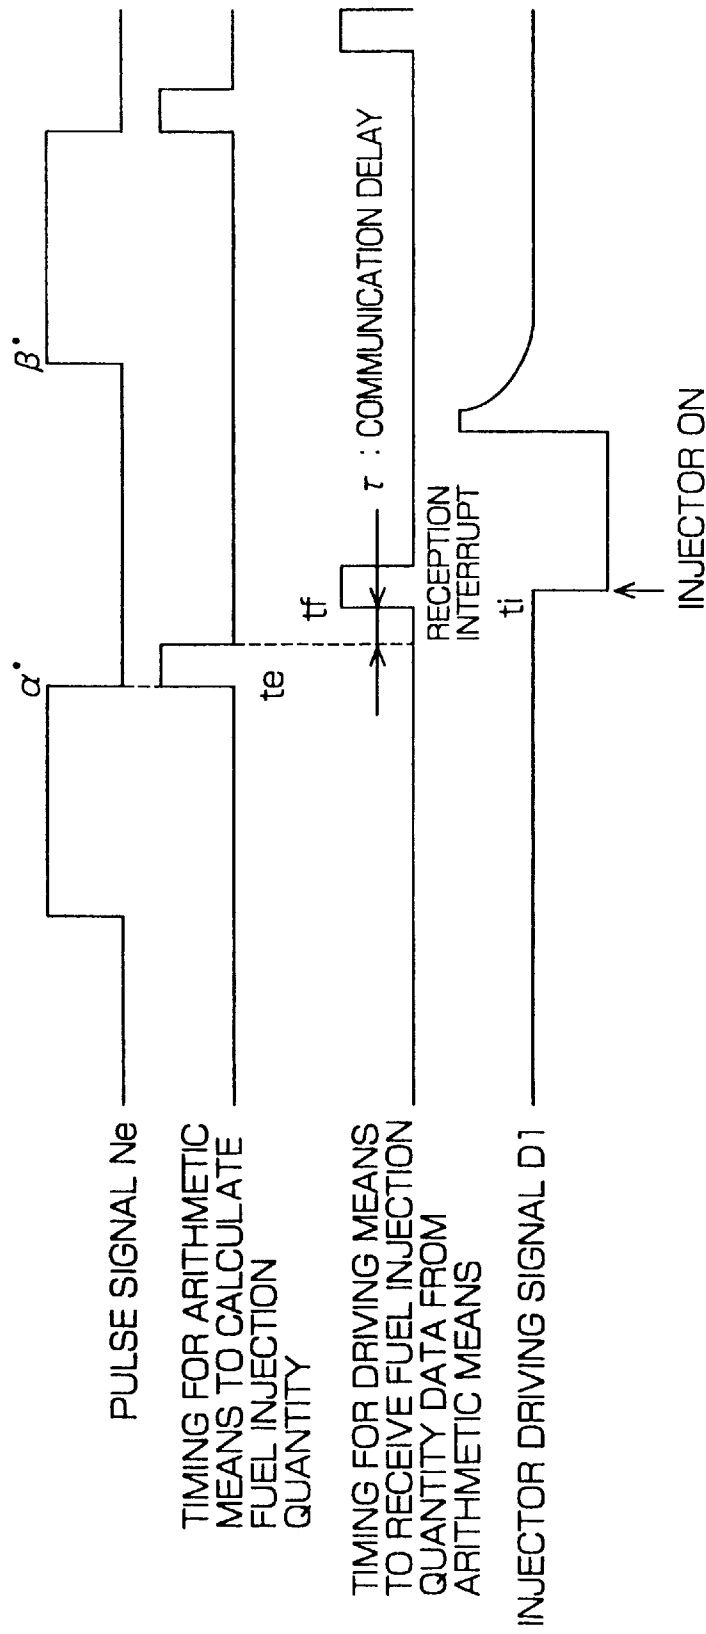 α° β°
PULSE SIGNAL Ne
TIMING FOR ARITHMETIC
MEANS TO CALCULATE
FUEL INJECTION
QUANTITY
te
tf
τ : COMMUNICATION DELAY
TIMING FOR DRIVING MEANS
TO RECEIVE FUEL INJECTION
QUANTITY DATA FROM
ARITHMETIC MEANS
RECEPTION
INTERRUPT
ti
INJECTOR DRIVING SIGNAL D1
INJECTOR ON